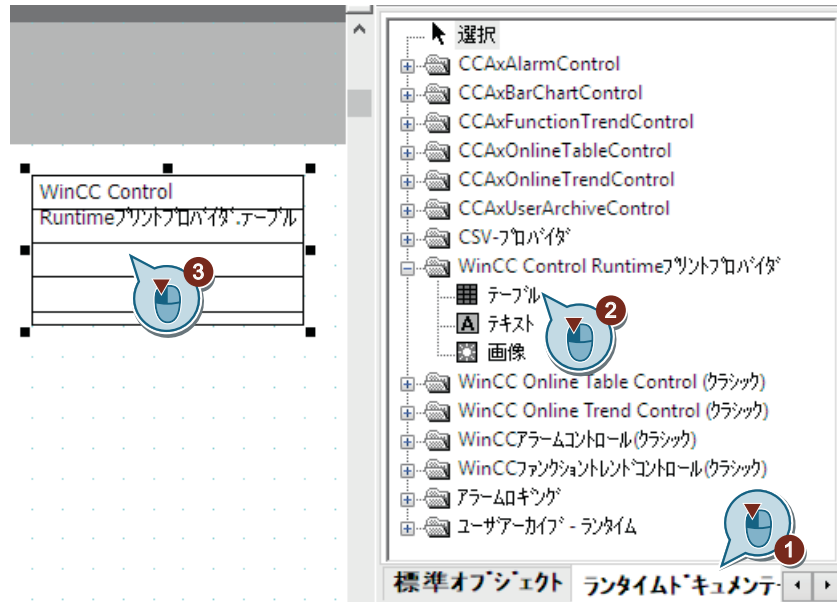 WinCC Control
Runtimeプリントプロバイダ.テーブル
3
選択
CCAxAlarmControl
CCAxBarChartControl
CCAxFunctionTrendControl
CCAxOnlineTableControl
CCAxOnlineTrendControl
CCAxUserArchiveControl
CSV-プロバイダ
WinCC Control Runtimeプリントプロバイダ
テーブル
2
A テキスト
画像
WinCC Online Table Control (クラシック)
WinCC Online Trend Control (クラシック)
WinCCアラームコントロール(クラシック)
WinCCファンクショントレンドコントロール(クラシック)
アラームロギング
ユーザアーカイブ - ランタイム
1
標準オブジェクト ランタイムドキュメンテ-